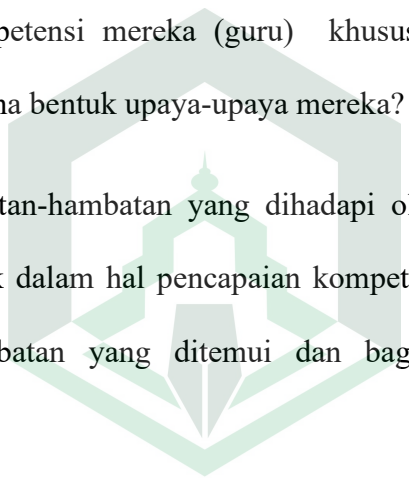 petensi mereka (guru) khusus
na bentuk upaya-upaya mereka?
tan-hambatan yang dihadapi ol
k dalam hal pencapaian kompet
batan yang ditemui dan bag